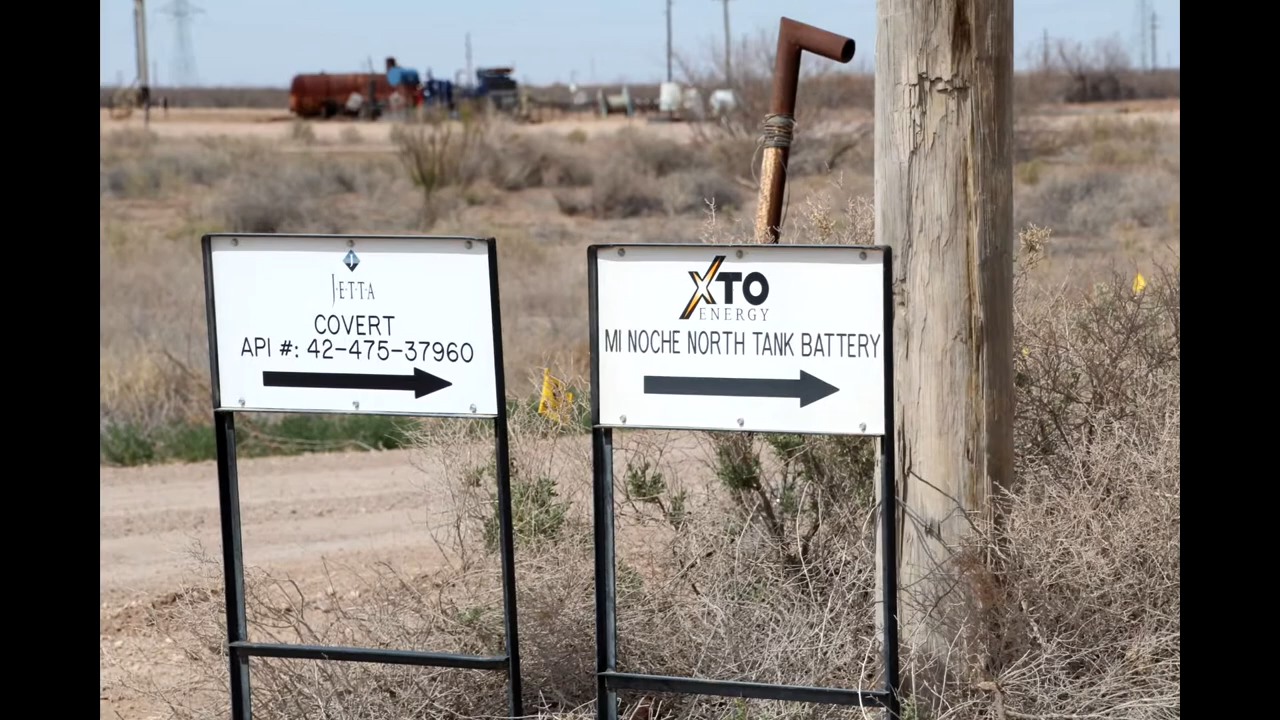 JETTA
COVERT
API #: 42-475-37960
XTO
ENERGY
MI NOCHE NORTH TANK BATTERY